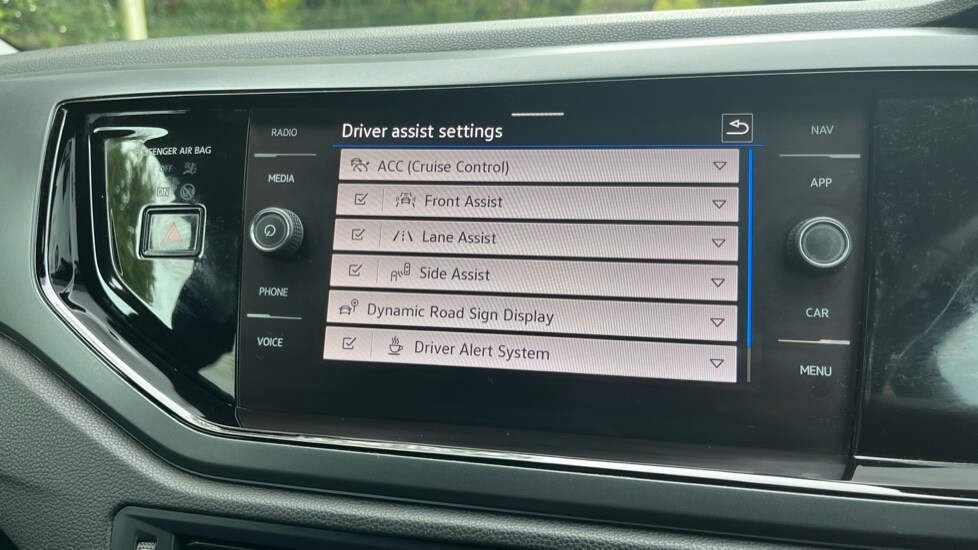 SENGER AIR BAG
OFF
ON
RADIO
MEDIA
PHONE
VOICE
Driver assist settings
ACC (Cruise Control)
Front Assist
Lane Assist
Side Assist
Dynamic Road Sign Display
Driver Alert System
NAV
APP
CAR
MENU